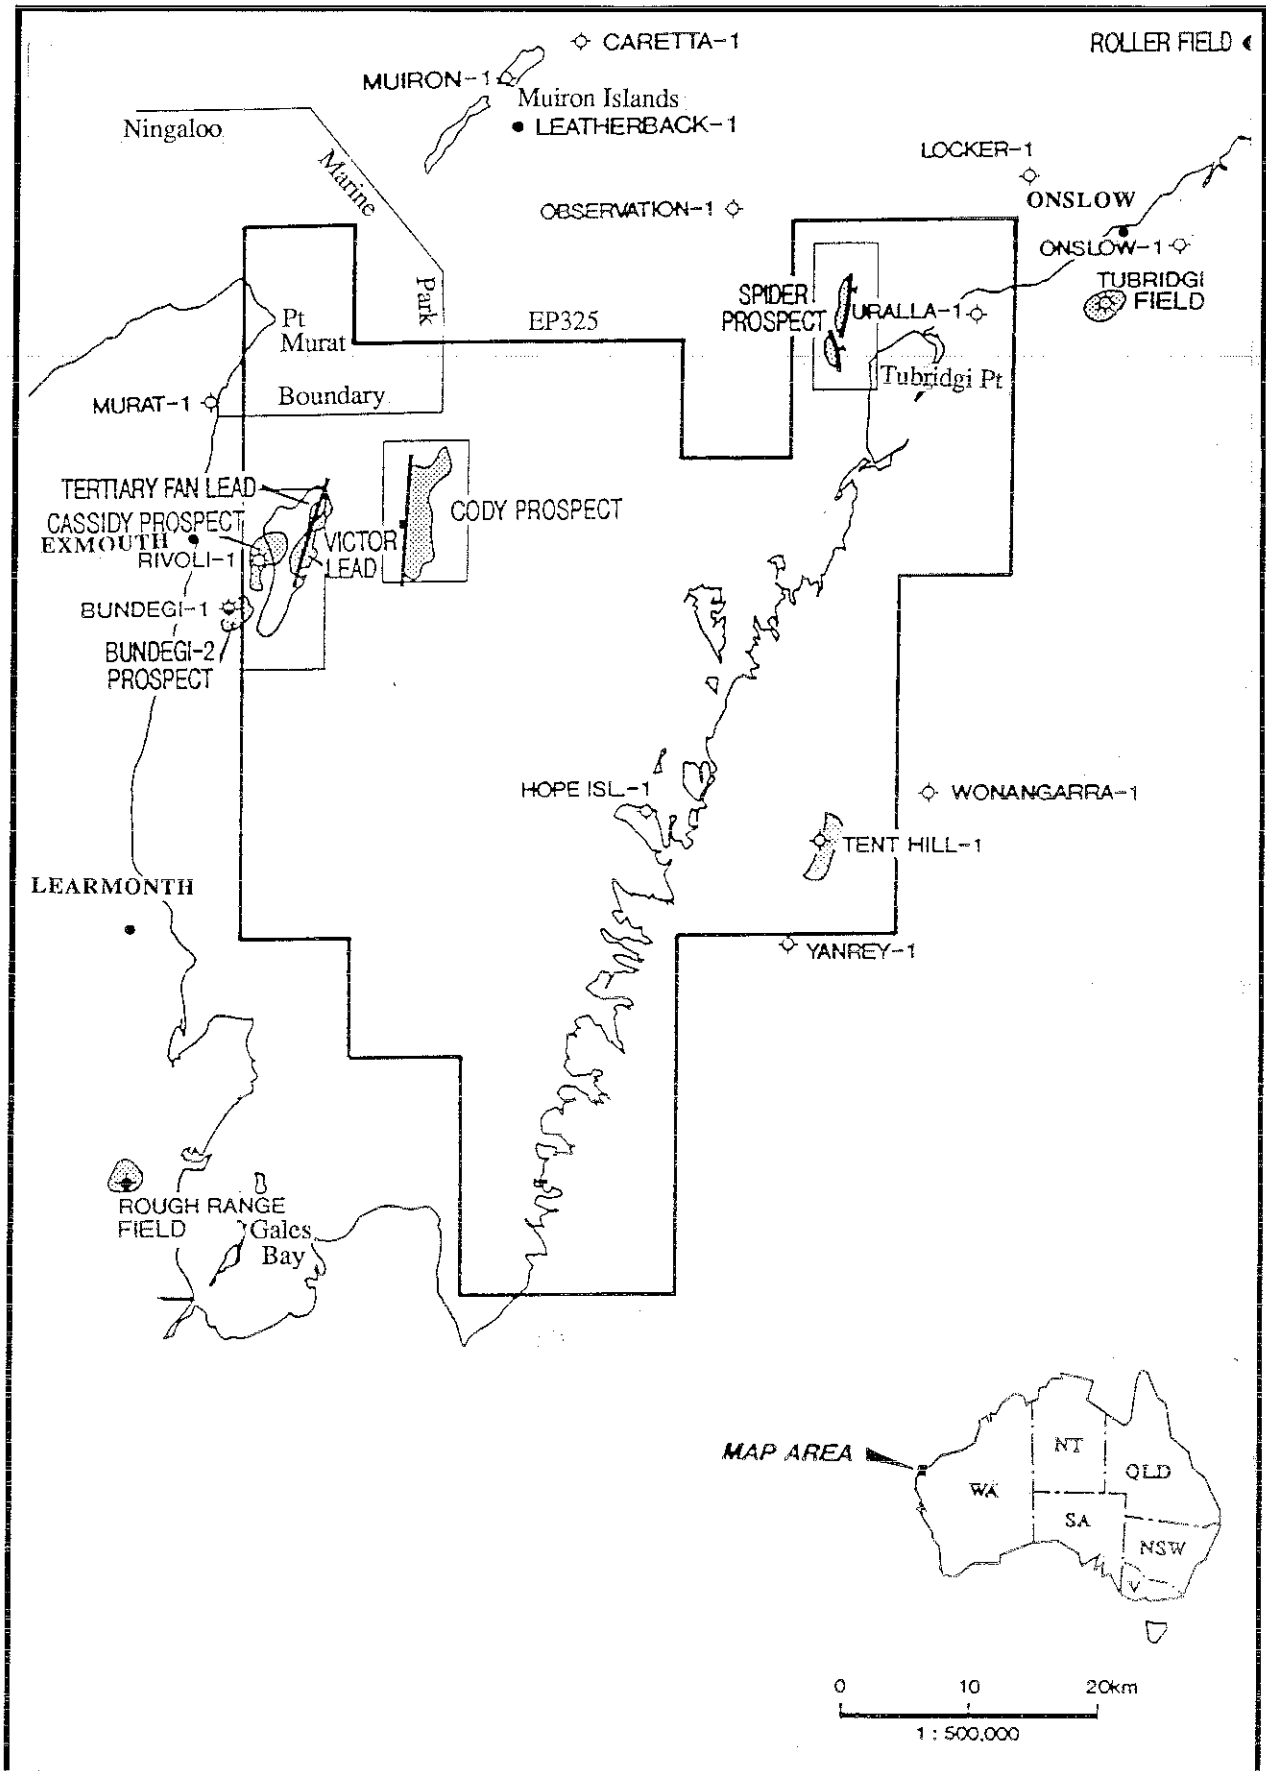 CARETTA-1
ROLLER FIELD
MUIRON-1
Muiron Islands
LEATHERBACK-1
Ningaloo
Marine
Park
Boundary
LOCKER-1
ONSLOW
OBSERVATION-1
ONSLOW-1
TUBRIDGI
FIELD
SPIDER
PROSPECT
URALLA-1
EP325
Pt
Murat
Tubridgi Pt
MURAT-1
TERTIARY FAN LEAD
CASSIDY PROSPECT
EXMOUTH
RIVOLI-1
VICTOR
LEAD
CODY PROSPECT
BUNDEGI-1
BUNDEGI-2
PROSPECT
HOPE ISL.-1
WONANGARRA-1
TENT HILL-1
LEARMONTH
YANREY-1
ROUGH RANGE
FIELD
Gales
Bay
MAP AREA
NT
QLD
WA
SA
NSW
V
0 10 20km
1 : 500,000